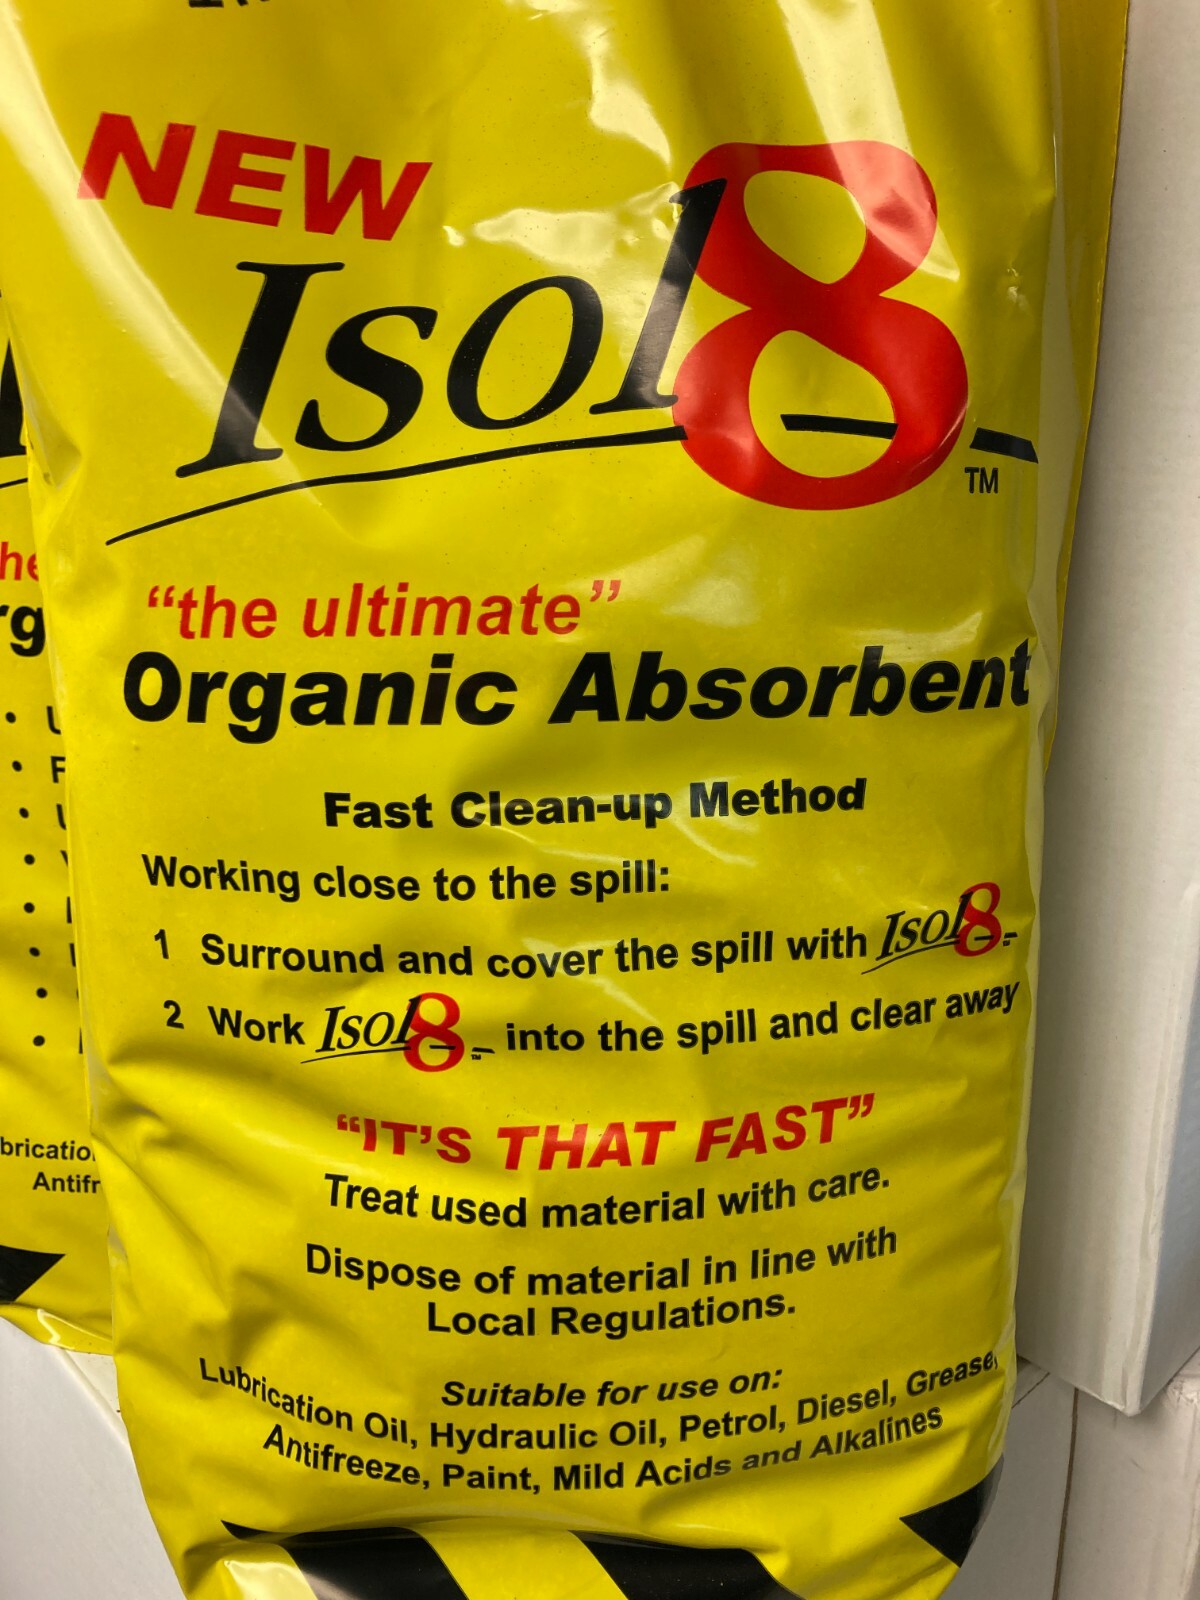 NEW
Isol8
TM
"the ultimate"
Organic Absorbent
Fast Clean-up Method
Working close to the spill:
1 Surround and cover the spill with Isol8
2 Work Isol8 into the spill and clear away
"IT'S THAT FAST"
Treat used material with care.
Dispose of material in line with
Local Regulations.
Suitable for use on:
Lubrication Oil, Hydraulic Oil, Petrol, Diesel, Grease,
Antifreeze, Paint, Mild Acids and Alkalines